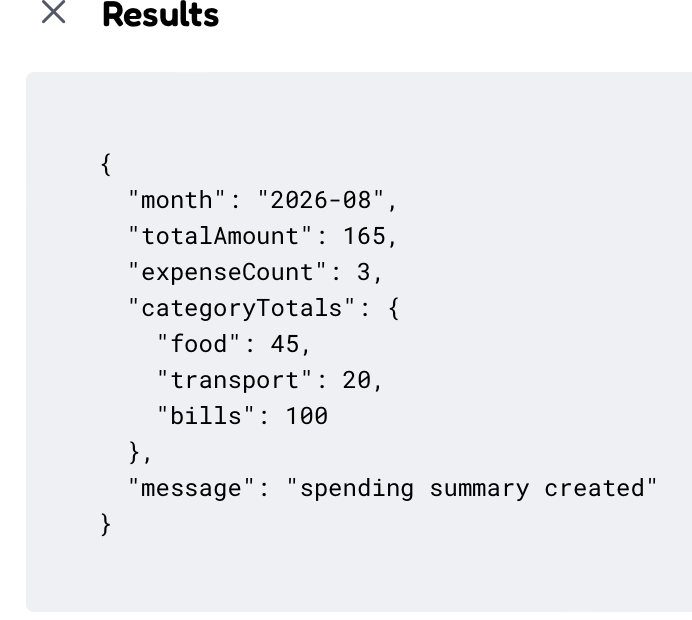 Results
{
  "month": "2026-08",
  "totalAmount": 165,
  "expenseCount": 3,
  "categoryTotals": {
    "food": 45,
    "transport": 20,
    "bills": 100
  },
  "message": "spending summary created"
}